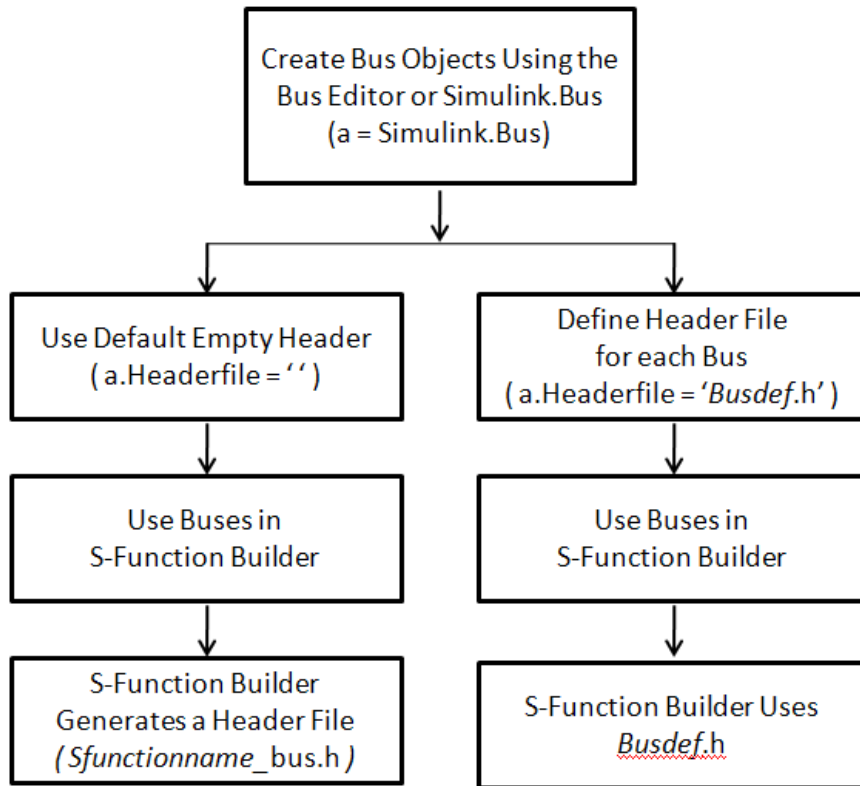 Create Bus Objects Using the
Bus Editor or Simulink.Bus
(a = Simulink.Bus)
Use Default Empty Header
( a.Headerfile = ‘ ‘ )
Use Buses in
S-Function Builder
S-Function Builder
Generates a Header File
( Sfunctionname_bus.h )
Define Header File
for each Bus
( a.Headerfile = ‘Busdef.h’ )
Use Buses in
S-Function Builder
S-Function Builder Uses
Busdef.h